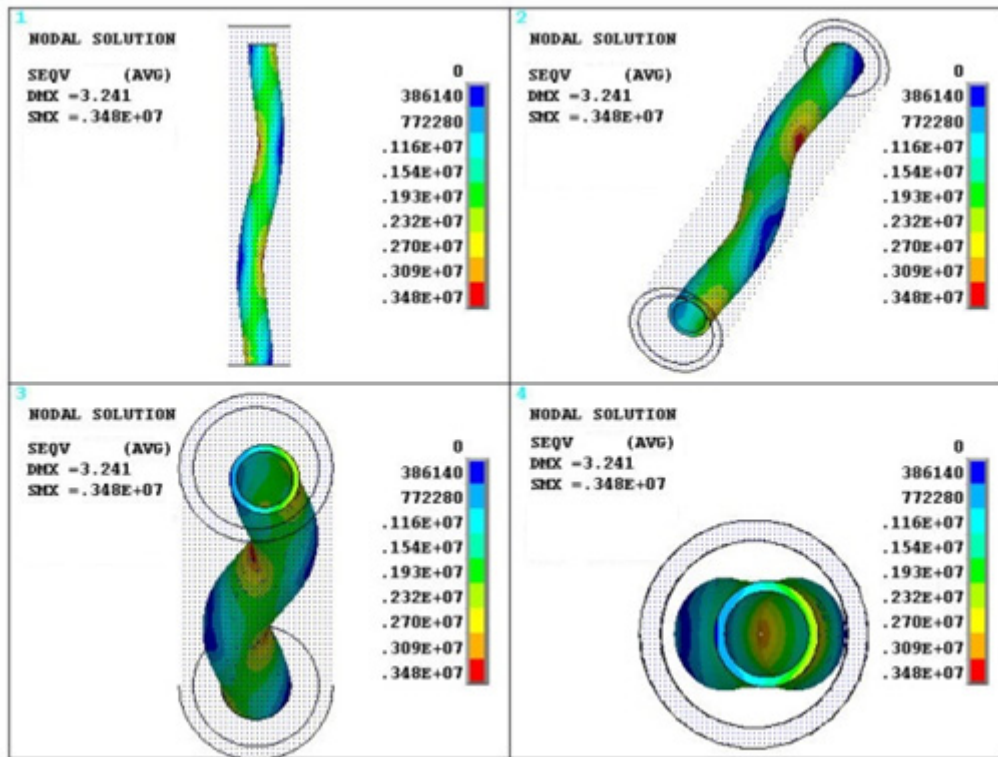 1
NODAL SOLUTION
SEQV (AVG)
DMX =3.241
SMX =.348E+07
0
386140
772280
.116E+07
.154E+07
.193E+07
.232E+07
.270E+07
.309E+07
.348E+07
2
NODAL SOLUTION
SEQV (AVG)
DMX =3.241
SMX =.348E+07
0
386140
772280
.116E+07
.154E+07
.193E+07
.232E+07
.270E+07
.309E+07
.348E+07
3
NODAL SOLUTION
SEQV (AVG)
DMX =3.241
SMX =.348E+07
0
386140
772280
.116E+07
.154E+07
.193E+07
.232E+07
.270E+07
.309E+07
.348E+07
4
NODAL SOLUTION
SEQV (AVG)
DMX =3.241
SMX =.348E+07
0
386140
772280
.116E+07
.154E+07
.193E+07
.232E+07
.270E+07
.309E+07
.348E+07